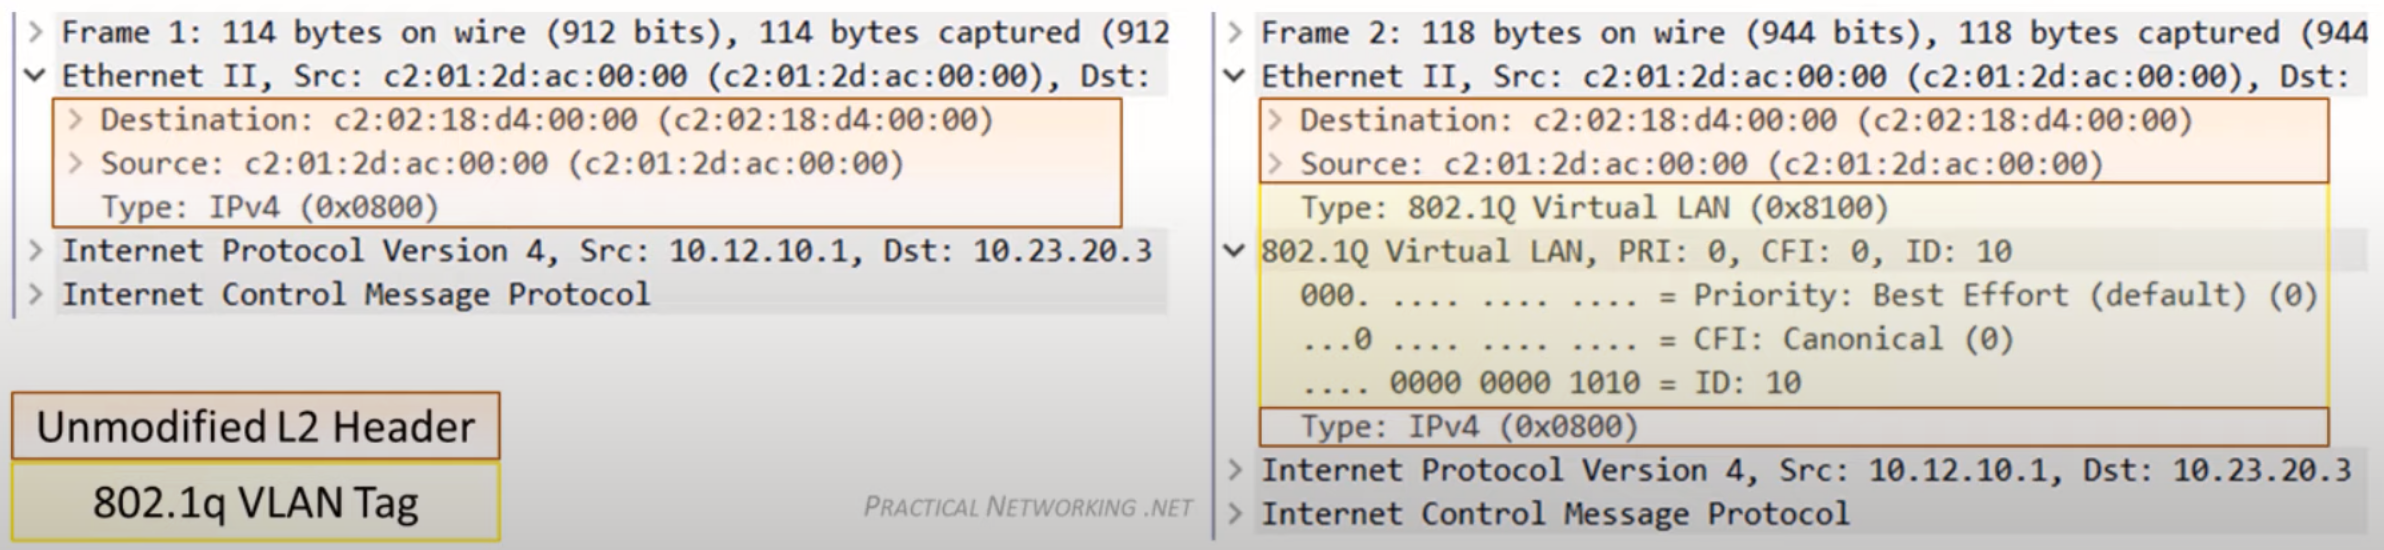 Frame 1: 114 bytes on wire (912 bits), 114 bytes captured (912
Ethernet II, Src: c2:01:2d:ac:00:00 (c2:01:2d:ac:00:00), Dst:
Destination: c2:02:18:d4:00:00 (c2:02:18:d4:00:00)
Source: c2:01:2d:ac:00:00 (c2:01:2d:ac:00:00)
Type: IPv4 (0x0800)
Internet Protocol Version 4, Src: 10.12.10.1, Dst: 10.23.20.3
Internet Control Message Protocol
Unmodified L2 Header
802.1q VLAN Tag
PRACTICAL NETWORKING .NET
Frame 2: 118 bytes on wire (944 bits), 118 bytes captured (944
Ethernet II, Src: c2:01:2d:ac:00:00 (c2:01:2d:ac:00:00), Dst:
Destination: c2:02:18:d4:00:00 (c2:02:18:d4:00:00)
Source: c2:01:2d:ac:00:00 (c2:01:2d:ac:00:00)
Type: 802.1Q Virtual LAN (0x8100)
802.1Q Virtual LAN, PRI: 0, CFI: 0, ID: 10
000. .... .... .... = Priority: Best Effort (default) (0)
...0 .... .... .... = CFI: Canonical (0)
.... 0000 0000 1010 = ID: 10
Type: IPv4 (0x0800)
Internet Protocol Version 4, Src: 10.12.10.1, Dst: 10.23.20.3
Internet Control Message Protocol